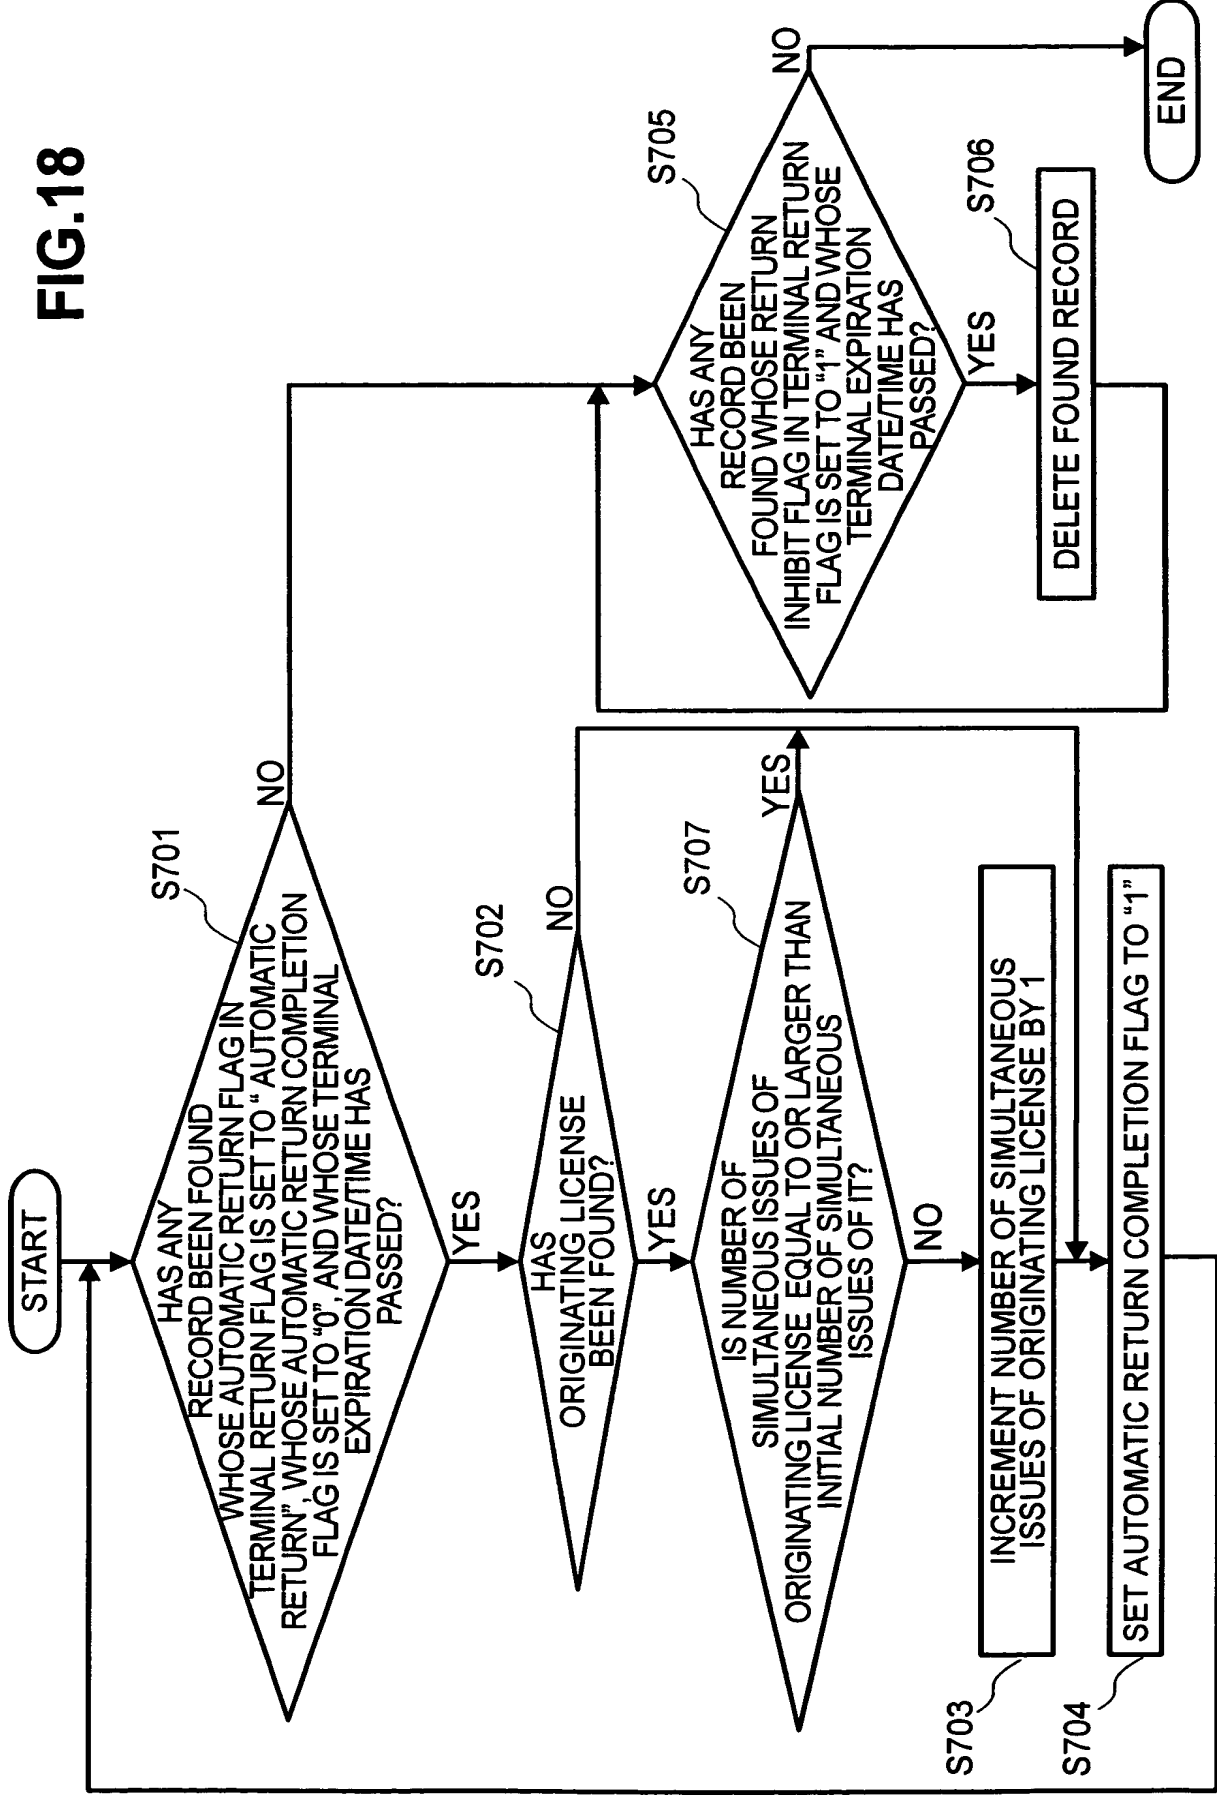 FIG.18
START
HAS ANY
RECORD BEEN FOUND
WHOSE AUTOMATIC RETURN FLAG IN
TERMINAL RETURN FLAG IS SET TO “ AUTOMATIC
RETURN”, WHOSE AUTOMATIC RETURN COMPLETION
FLAG IS SET TO “0”, AND WHOSE TERMINAL
EXPIRATION DATE/TIME HAS
PASSED?
S701
NO
YES
HAS
ORIGINATING LICENSE
BEEN FOUND?
S702
NO
YES
IS NUMBER OF
SIMULTANEOUS ISSUES OF
ORIGINATING LICENSE EQUAL TO OR LARGER THAN
INITIAL NUMBER OF SIMULTANEOUS
ISSUES OF IT?
S707
YES
NO
INCREMENT NUMBER OF SIMULTANEOUS
ISSUES OF ORIGINATING LICENSE BY 1
S703
SET AUTOMATIC RETURN COMPLETION FLAG TO “1”
S704
HAS ANY
RECORD BEEN
FOUND WHOSE RETURN
INHIBIT FLAG IN TERMINAL RETURN
FLAG IS SET TO “1” AND WHOSE
TERMINAL EXPIRATION
DATE/TIME HAS
PASSED?
S705
NO
YES
DELETE FOUND RECORD
S706
END